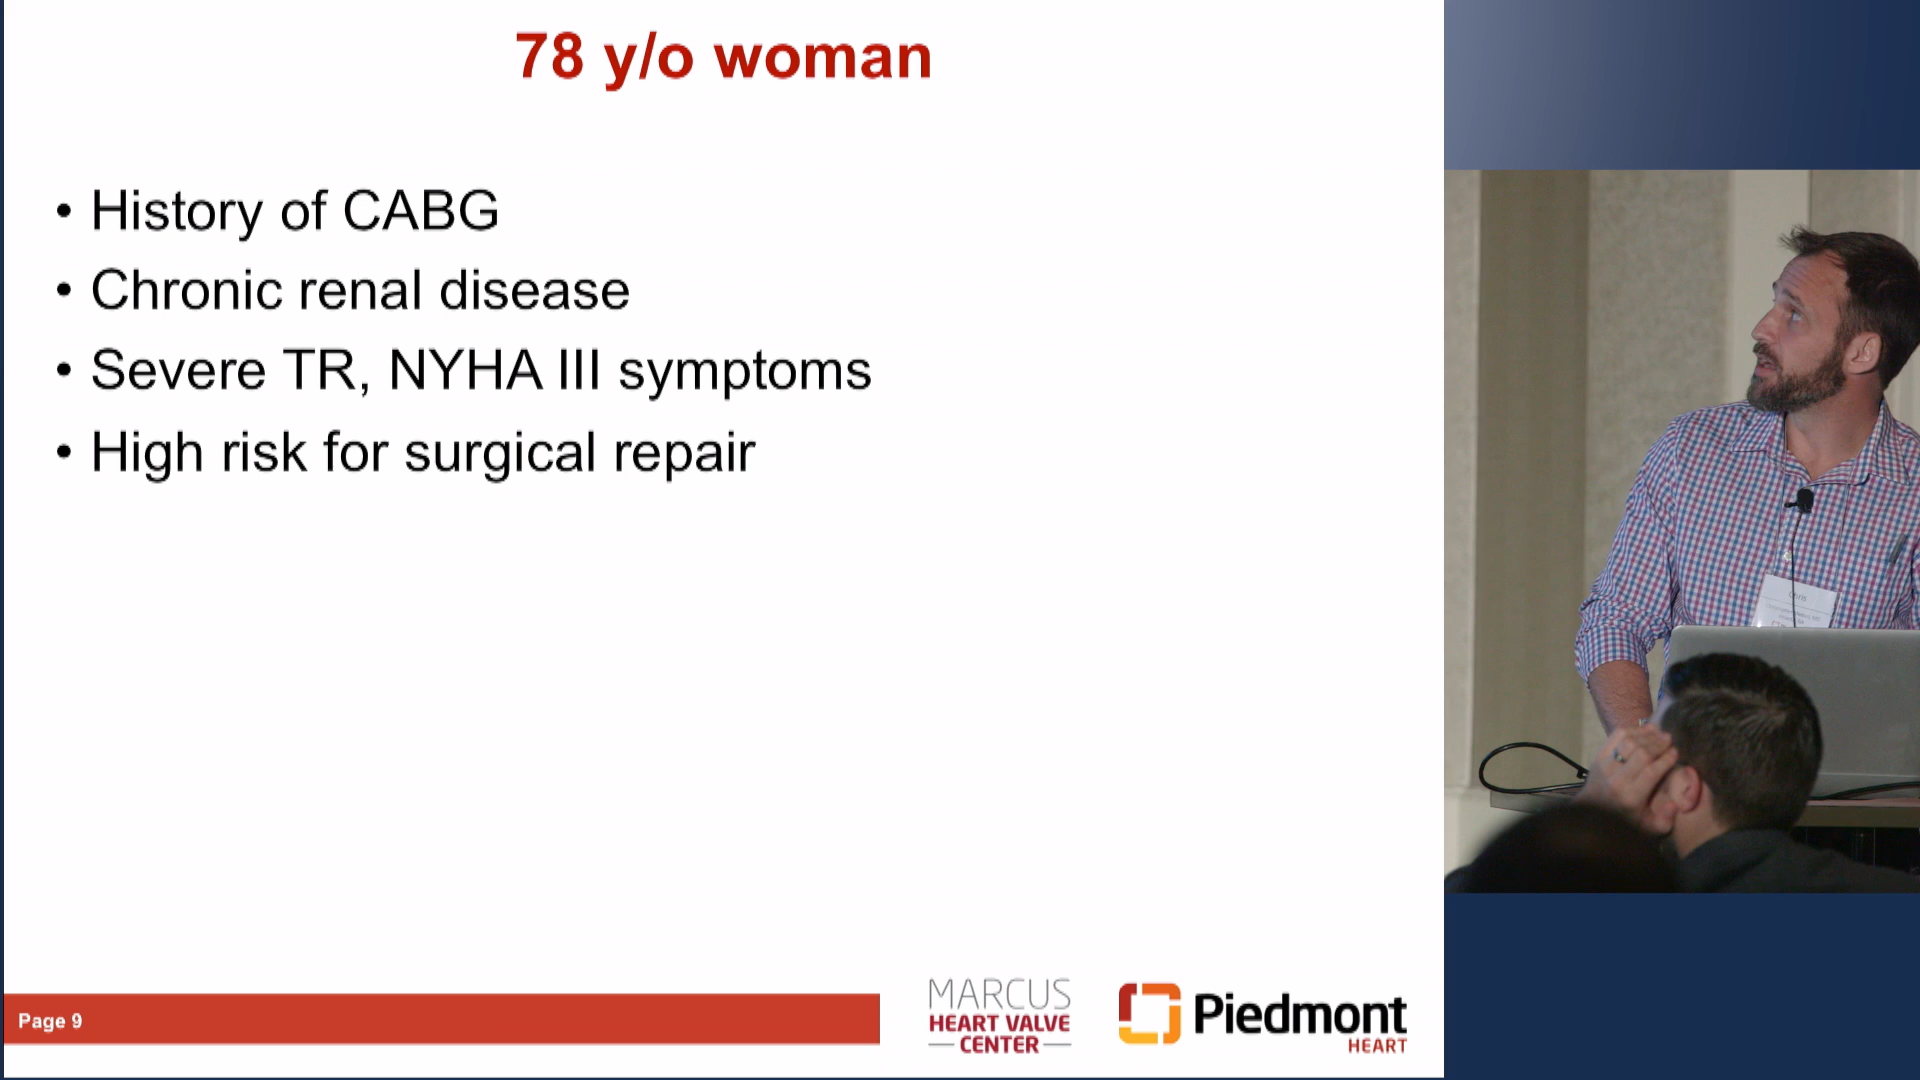 78 y/o woman
• History of CABG
• Chronic renal disease
• Severe TR, NYHA III symptoms
• High risk for surgical repair
Page 9
MARCUS
HEART VALVE
CENTER
Piedmont
HEART
Chris